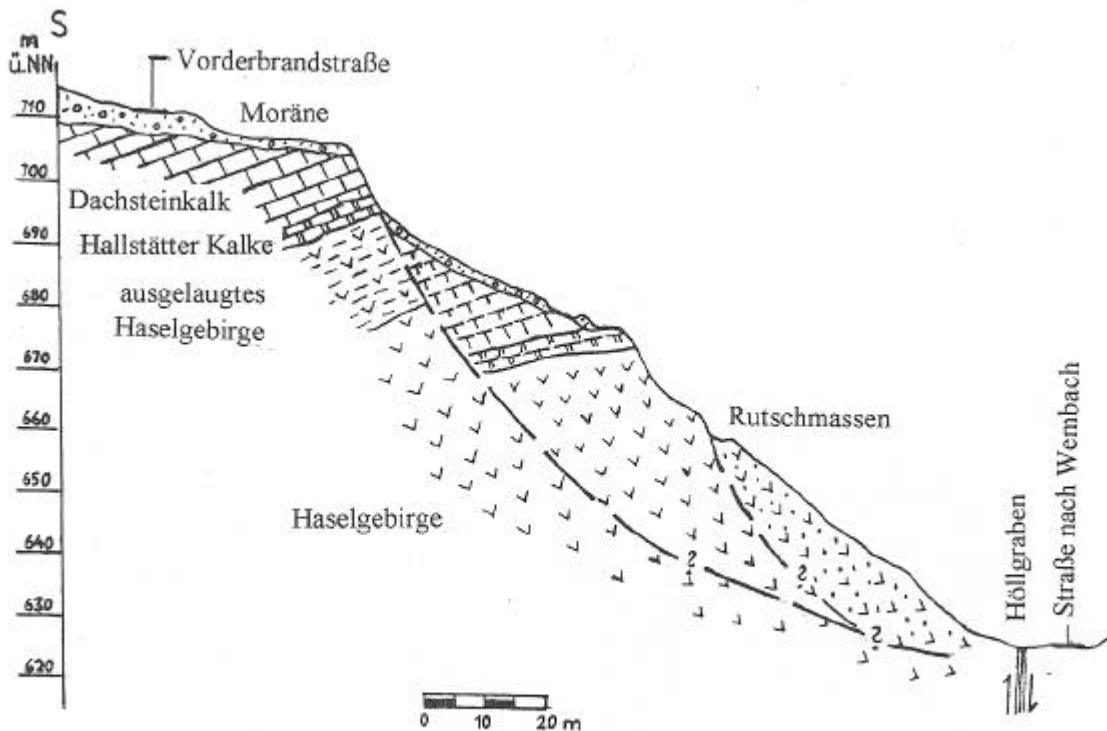 S
m
ü.NN
Vorderbrandstraße
Moräne
710
700
Dachsteinkalk
690
Hallstätter Kalke
ausgelaugtes
Haselgebirge
680
670
660
Rutschmassen
650
Haselgebirge
640
630
620
?
?
?
Höllgraben
Straße nach Wembach
0 10 20 m